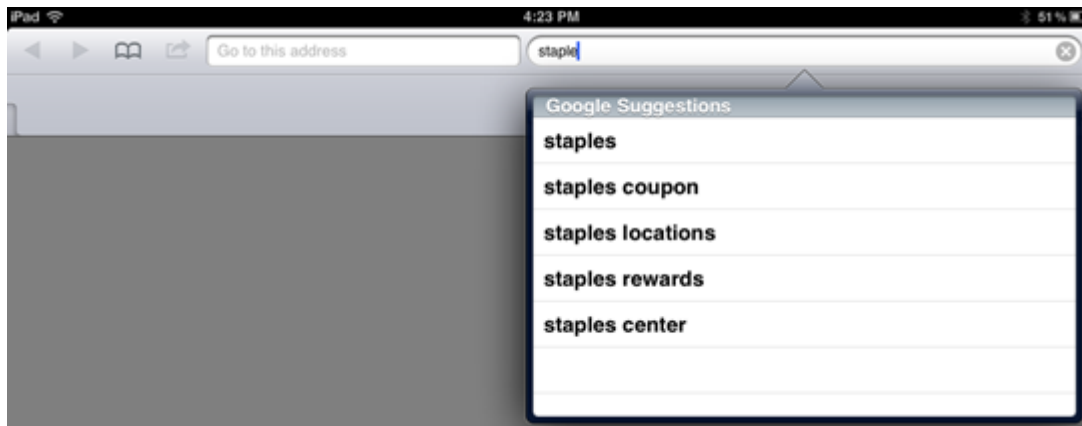 iPad 4:23 PM 51%
Go to this address staple
Google Suggestions
staples
staples coupon
staples locations
staples rewards
staples center